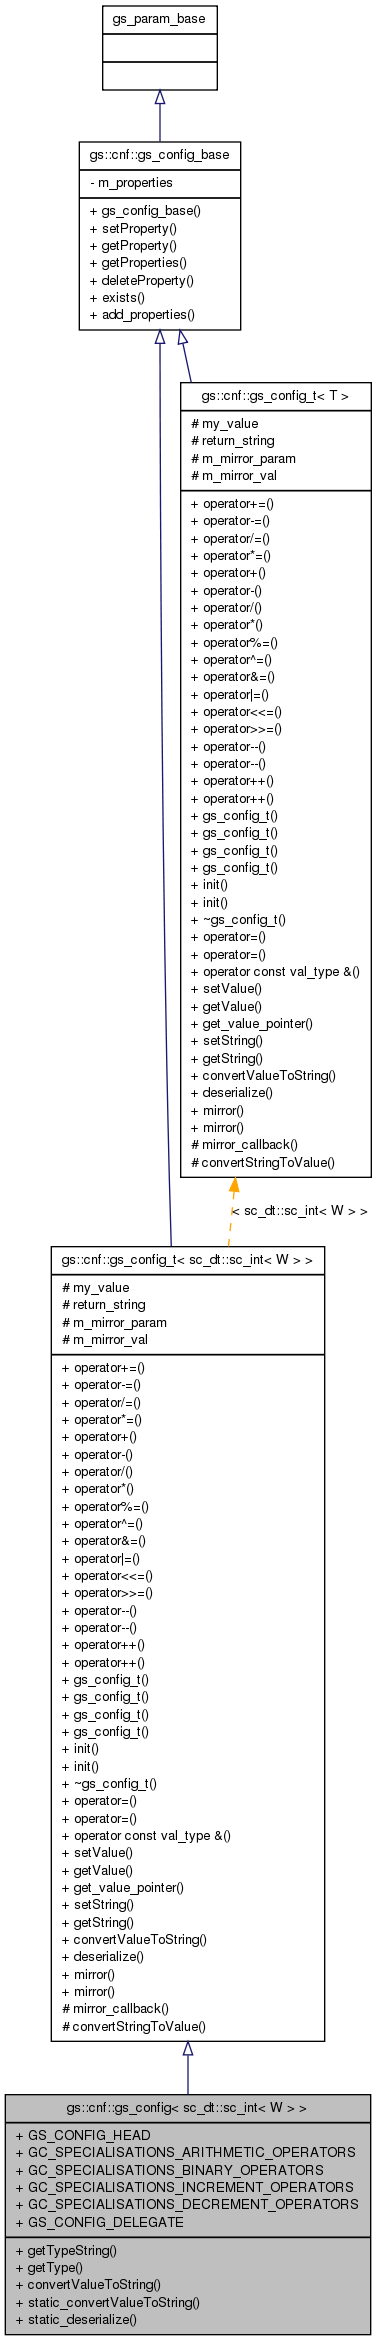 gs_param_base
gs::cnf::gs_config_base
- m_properties
+ gs_config_base()
+ setProperty()
+ getProperty()
+ getProperties()
+ deleteProperty()
+ exists()
+ add_properties()
gs::cnf::gs_config_t< T >
# my_value
# return_string
# m_mirror_param
# m_mirror_val
+ operator+=()
+ operator-=()
+ operator/=()
+ operator*=()
+ operator+()
+ operator-()
+ operator/()
+ operator*()
+ operator%=()
+ operator^=()
+ operator&=()
+ operator|=()
+ operator<<=()
+ operator>>=()
+ operator--()
+ operator--()
+ operator++()
+ operator++()
+ gs_config_t()
+ gs_config_t()
+ gs_config_t()
+ gs_config_t()
+ init()
+ init()
+ ~gs_config_t()
+ operator=()
+ operator=()
+ operator const val_type &()
+ setValue()
+ getValue()
+ get_value_pointer()
+ setString()
+ getString()
+ convertValueToString()
+ deserialize()
+ mirror()
+ mirror()
# mirror_callback()
# convertStringToValue()
< sc_dt::sc_int< W > >
gs::cnf::gs_config_t< sc_dt::sc_int< W > >
# my_value
# return_string
# m_mirror_param
# m_mirror_val
+ operator+=()
+ operator-=()
+ operator/=()
+ operator*=()
+ operator+()
+ operator-()
+ operator/()
+ operator*()
+ operator%=()
+ operator^=()
+ operator&=()
+ operator|=()
+ operator<<=()
+ operator>>=()
+ operator--()
+ operator--()
+ operator++()
+ operator++()
+ gs_config_t()
+ gs_config_t()
+ gs_config_t()
+ gs_config_t()
+ init()
+ init()
+ ~gs_config_t()
+ operator=()
+ operator=()
+ operator const val_type &()
+ setValue()
+ getValue()
+ get_value_pointer()
+ setString()
+ getString()
+ convertValueToString()
+ deserialize()
+ mirror()
+ mirror()
# mirror_callback()
# convertStringToValue()
gs::cnf::gs_config< sc_dt::sc_int< W > >
+ GS_CONFIG_HEAD
+ GC_SPECIALISATIONS_ARITHMETIC_OPERATORS
+ GC_SPECIALISATIONS_BINARY_OPERATORS
+ GC_SPECIALISATIONS_INCREMENT_OPERATORS
+ GC_SPECIALISATIONS_DECREMENT_OPERATORS
+ GS_CONFIG_DELEGATE
+ getTypeString()
+ getType()
+ convertValueToString()
+ static_convertValueToString()
+ static_deserialize()